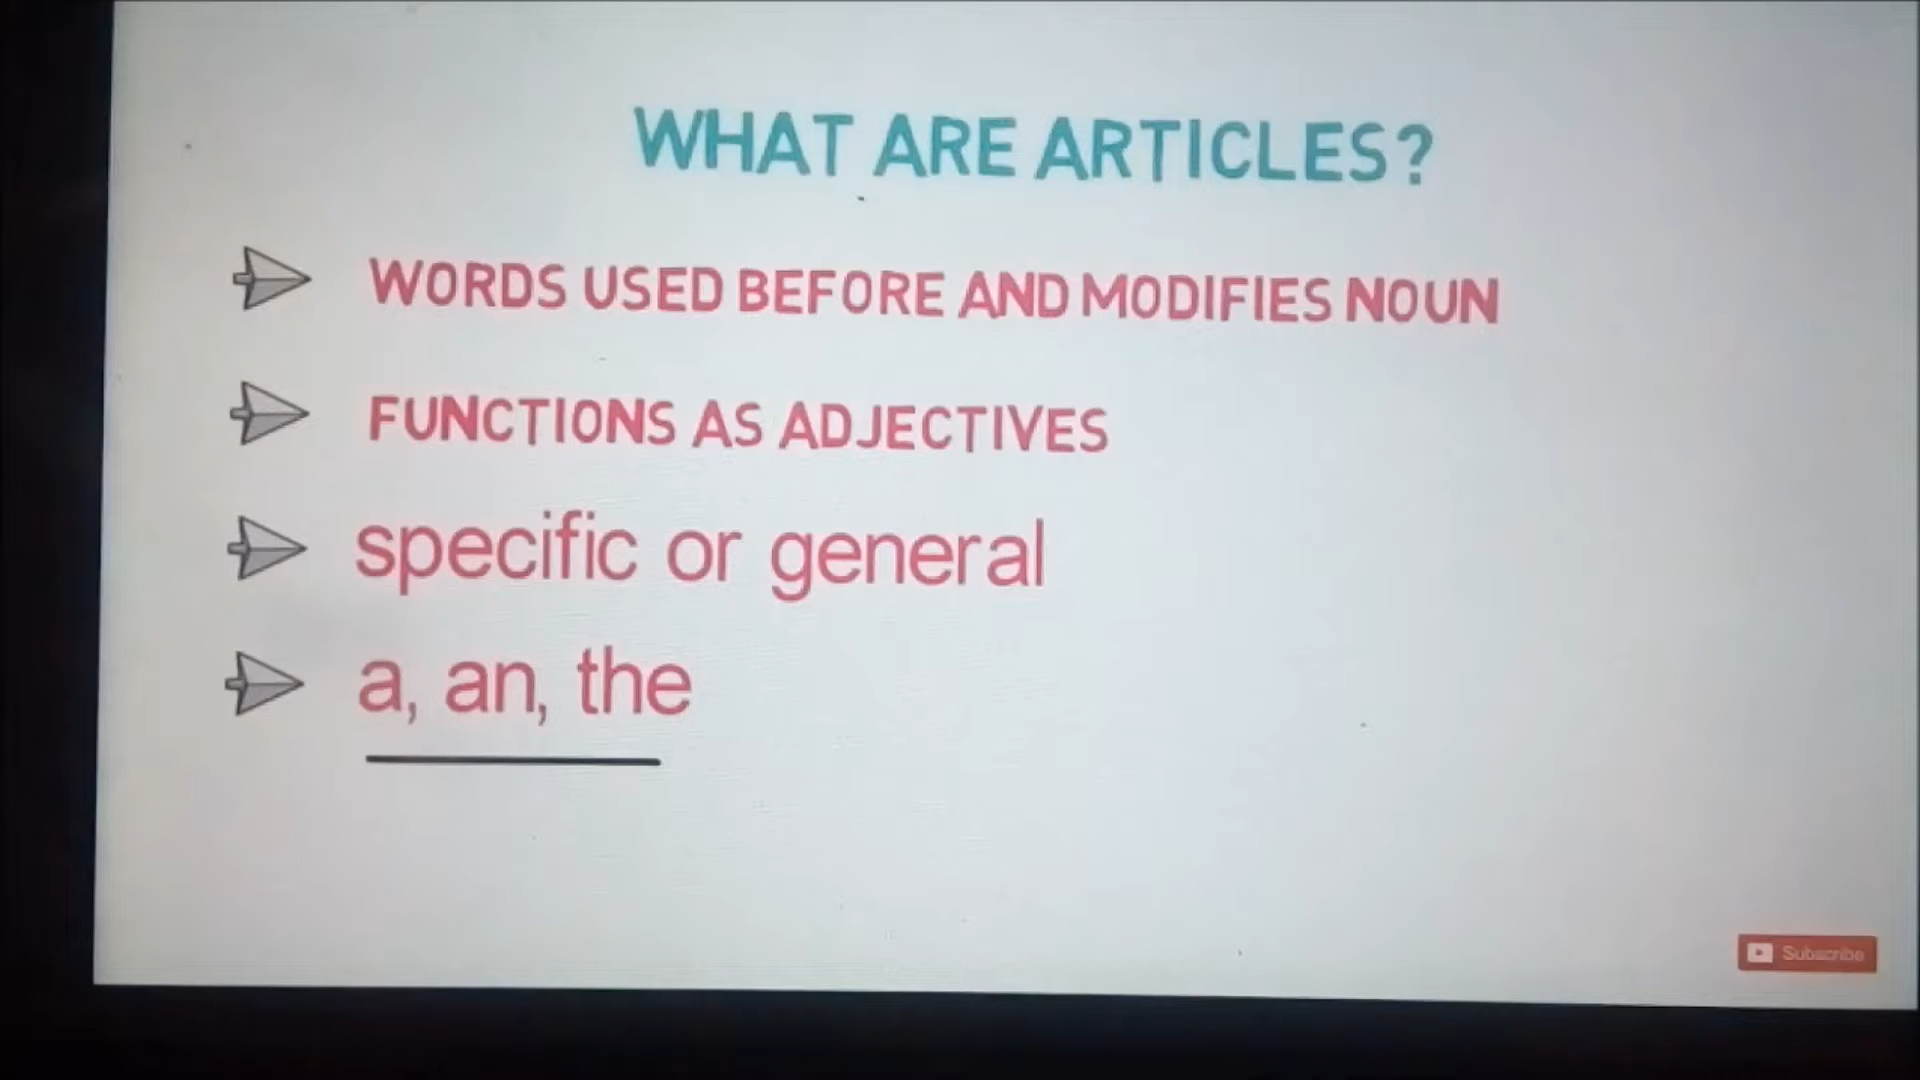 WHAT ARE ARTICLES?
WORDS USED BEFORE AND MODIFIES NOUN
FUNCTIONS AS ADJECTIVES
specific or general
a, an, the
Subscribe